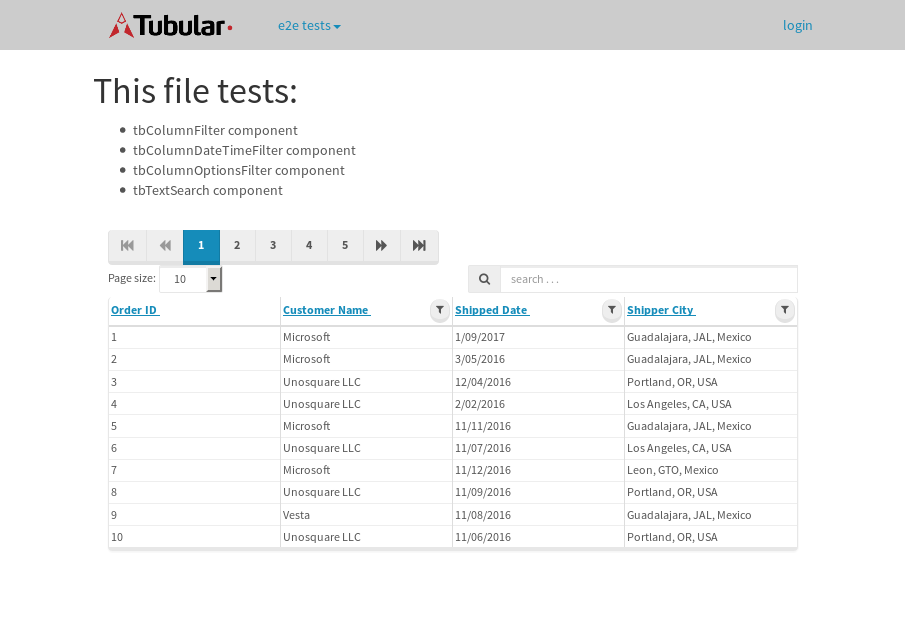 Tubular e2e tests login
This file tests:
tbColumnFilter component
tbColumnDateTimeFilter component
tbColumnOptionsFilter component
tbTextSearch component
1 2 3 4 5
Page size: 10 search . . .
Order ID Customer Name Shipped Date Shipper City
1 Microsoft 1/09/2017 Guadalajara, JAL, Mexico
2 Microsoft 3/05/2016 Guadalajara, JAL, Mexico
3 Unosquare LLC 12/04/2016 Portland, OR, USA
4 Unosquare LLC 2/02/2016 Los Angeles, CA, USA
5 Microsoft 11/11/2016 Guadalajara, JAL, Mexico
6 Unosquare LLC 11/07/2016 Los Angeles, CA, USA
7 Microsoft 11/12/2016 Leon, GTO, Mexico
8 Unosquare LLC 11/09/2016 Portland, OR, USA
9 Vesta 11/08/2016 Guadalajara, JAL, Mexico
10 Unosquare LLC 11/06/2016 Portland, OR, USA